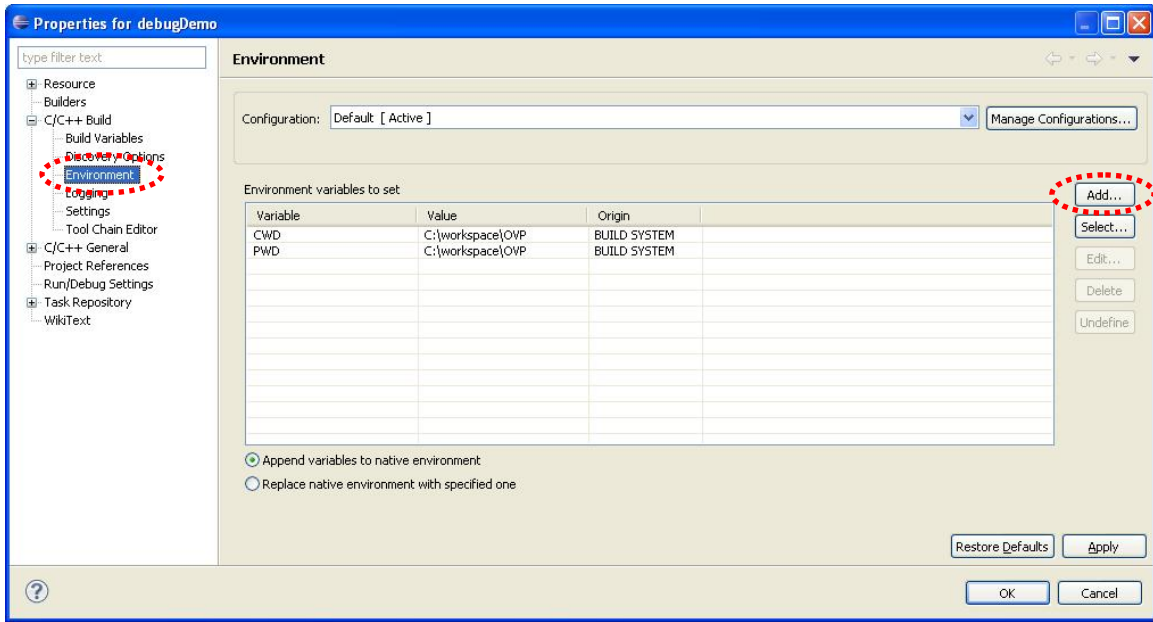 Properties for debugDemo
type filter text
Resource
Builders
C/C++ Build
Build Variables
Discovery Options
Environment
Logging
Settings
Tool Chain Editor
C/C++ General
Project References
Run/Debug Settings
Task Repository
WikiText
Environment
Configuration: Default [ Active ] Manage Configurations...
Environment variables to set
Variable Value Origin
CWD C:\workspace\OVP BUILD SYSTEM
PWD C:\workspace\OVP BUILD SYSTEM
Add...
Select...
Edit...
Delete
Undefine
Append variables to native environment
Replace native environment with specified one
Restore Defaults Apply
OK Cancel